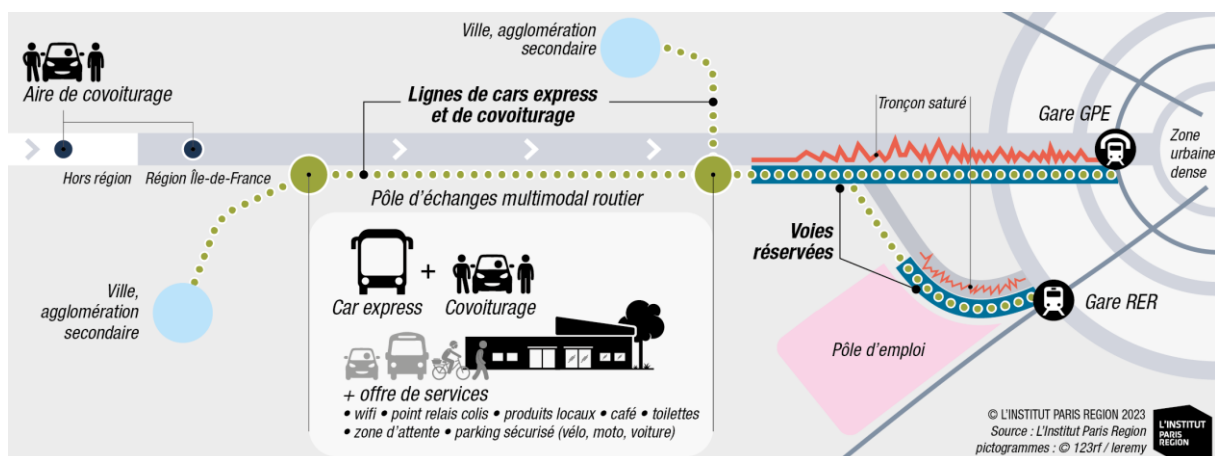 Ville, agglomération
secondaire
Aire de covoiturage
Lignes de cars express
et de covoiturage
Tronçon saturé
Gare GPE
Zone
urbaine
dense
Hors région
Région Île-de-France
Pôle d'échanges multimodal routier
Voies
réservées
Ville,
agglomération
secondaire
Car express
+
Covoiturage
Gare RER
Pôle d'emploi
+ offre de services
• wifi • point relais colis • produits locaux • café • toilettes
• zone d'attente • parking sécurisé (vélo, moto, voiture)
© L'INSTITUT PARIS REGION 2023
Source : L'Institut Paris Region
pictogrammes : © 123rf / leremy
L'INSTITUT
PARIS
REGION